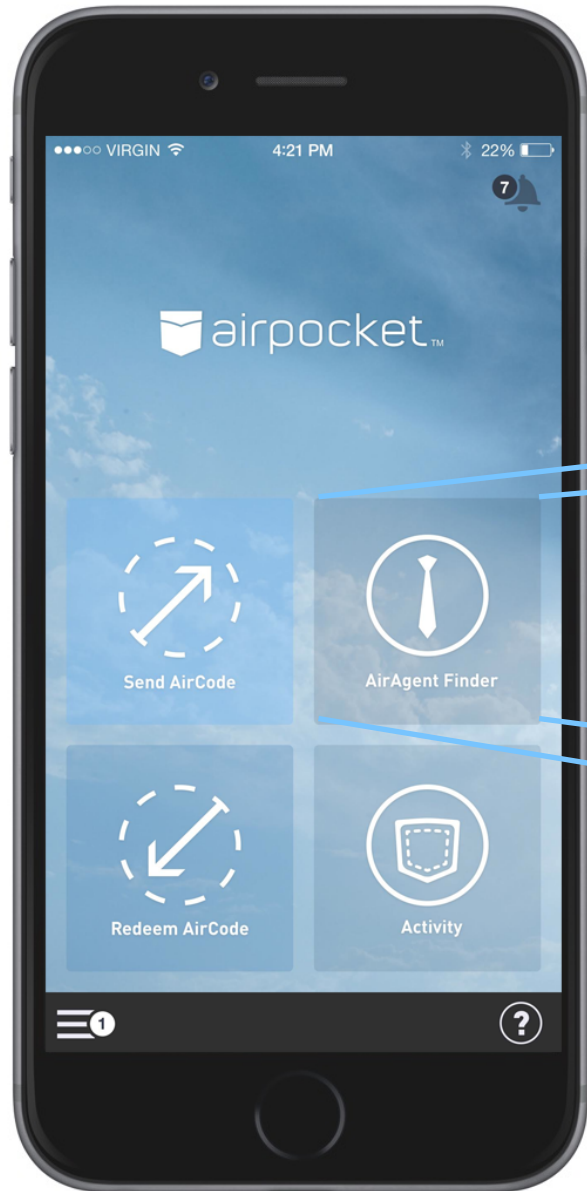 VIRGIN 4:21 PM 22%
7
airpocket™
Send AirCode AirAgent Finder
Redeem AirCode Activity
1 ?